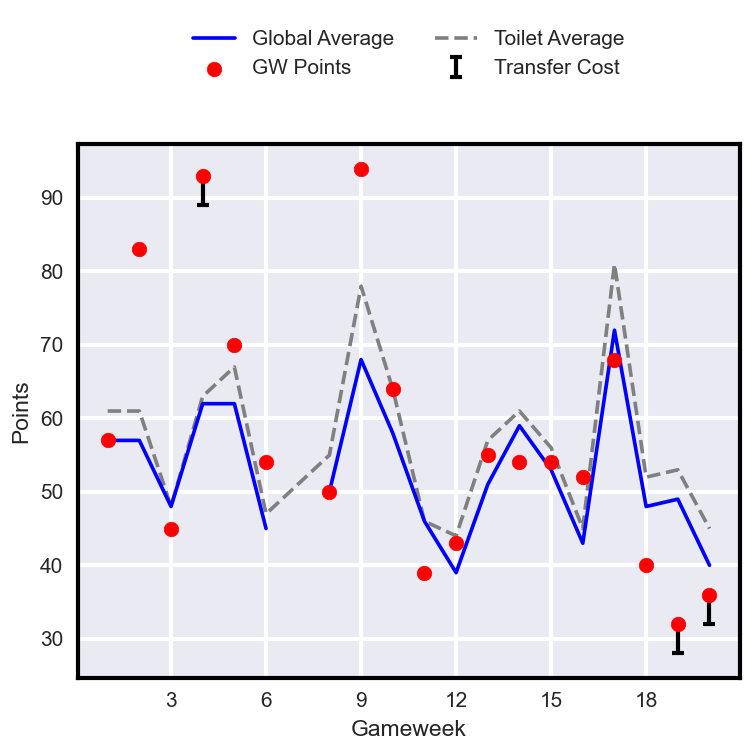 Global Average
Toilet Average
GW Points
Transfer Cost
90
80
70
60
50
40
30
Points
3 6 9 12 15 18
Gameweek